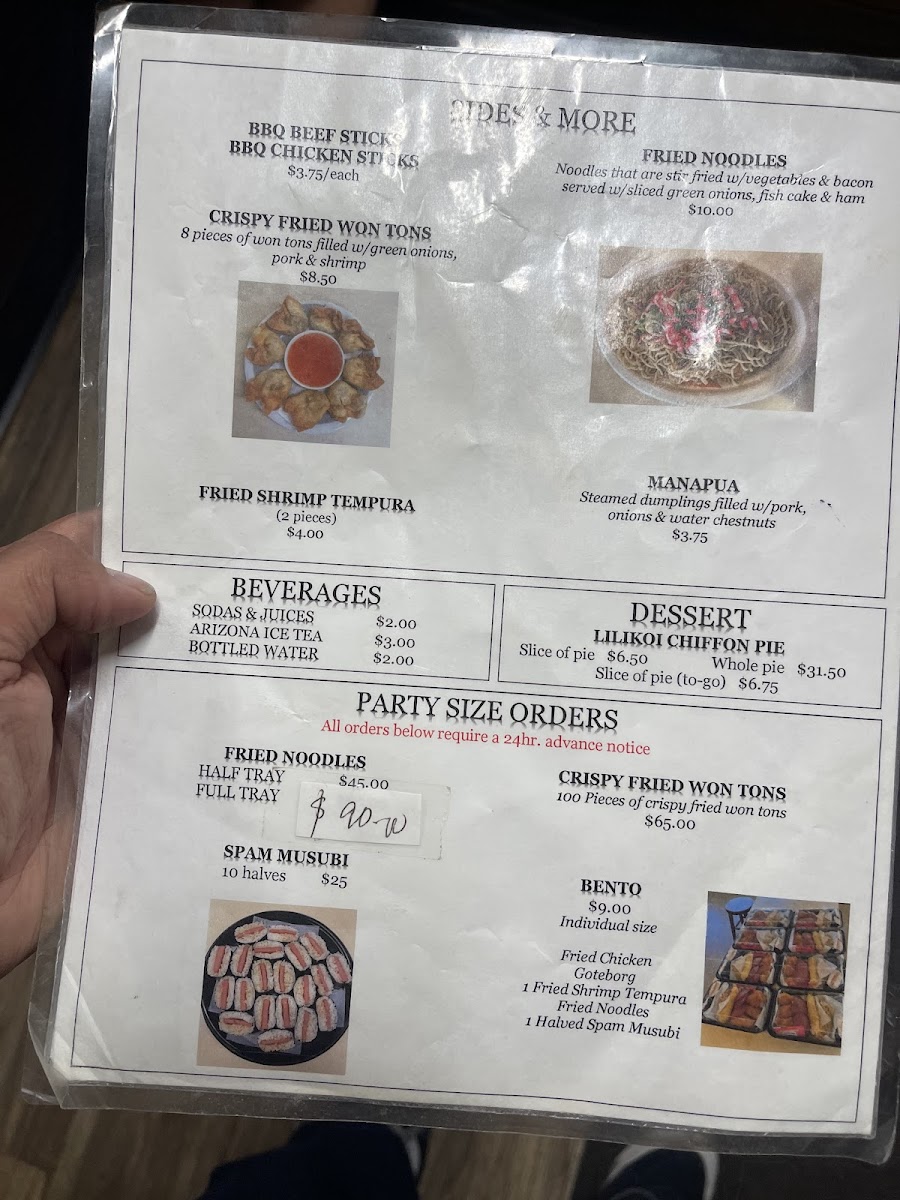 SIDES & MORE
BBQ BEEF STICKS
BBQ CHICKEN STICKS
$3.75/each
CRISPY FRIED WON TONS
8 pieces of won tons filled w/green onions,
pork & shrimp
$8.50
FRIED SHRIMP TEMPURA
(2 pieces)
$4.00
FRIED NOODLES
Noodles that are stir fried w/vegetables & bacon
served w/sliced green onions, fish cake & ham
$10.00
MANAPUA
Steamed dumplings filled w/pork,
onions & water chestnuts
$3.75
BEVERAGES
SODAS & JUICES $2.00
ARIZONA ICE TEA $3.00
BOTTLED WATER $2.00
DESSERT
LILIKOI CHIFFON PIE
Slice of pie $6.50 Whole pie $31.50
Slice of pie (to-go) $6.75
PARTY SIZE ORDERS
All orders below require a 24hr. advance notice
FRIED NOODLES
HALF TRAY $45.00
FULL TRAY $90.00
SPAM MUSUBI
10 halves $25
CRISPY FRIED WON TONS
100 Pieces of crispy fried won tons
$65.00
BENTO
$9.00
Individual size
Fried Chicken
Goteborg
1 Fried Shrimp Tempura
Fried Noodles
1 Halved Spam Musubi